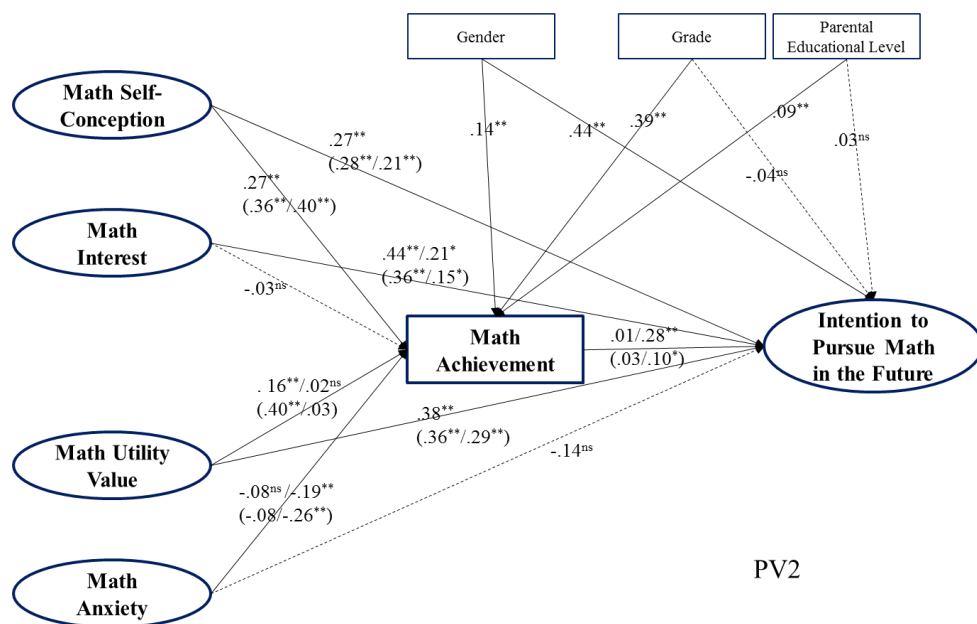 Gender
Grade
Parental
Educational Level
Math Self-
Conception
.27**
(.28**/.21**)
.14**
.44**
.39**
.09**
.03ns
-.04ns
.27**
(.36**/.40**)
Math
Interest
.44**/.21*
(.36**/.15*)
-.03ns
Math
Achievement
.01/.28**
(.03/.10*)
Intention to
Pursue Math
in the Future
. 16**/.02ns
(.40**/.03)
.38**
(.36**/.29**)
-.14ns
Math Utility
Value
-.08ns/-.19**
(-.08/-.26**)
Math
Anxiety
PV2